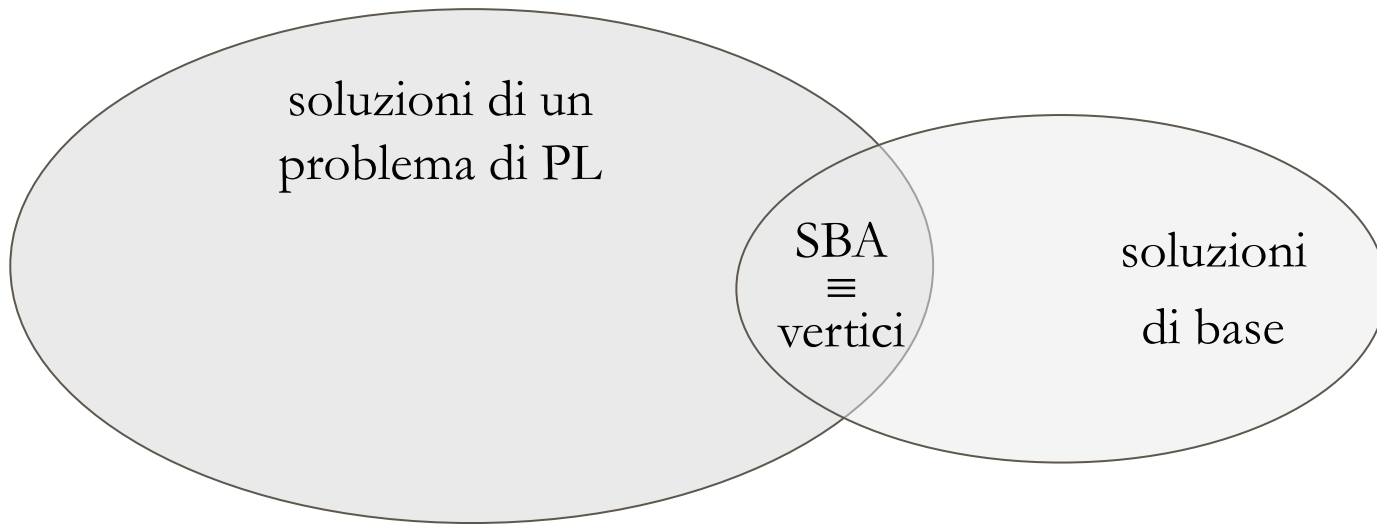 soluzioni di un
problema di PL
SBA
≡
vertici
soluzioni
di base